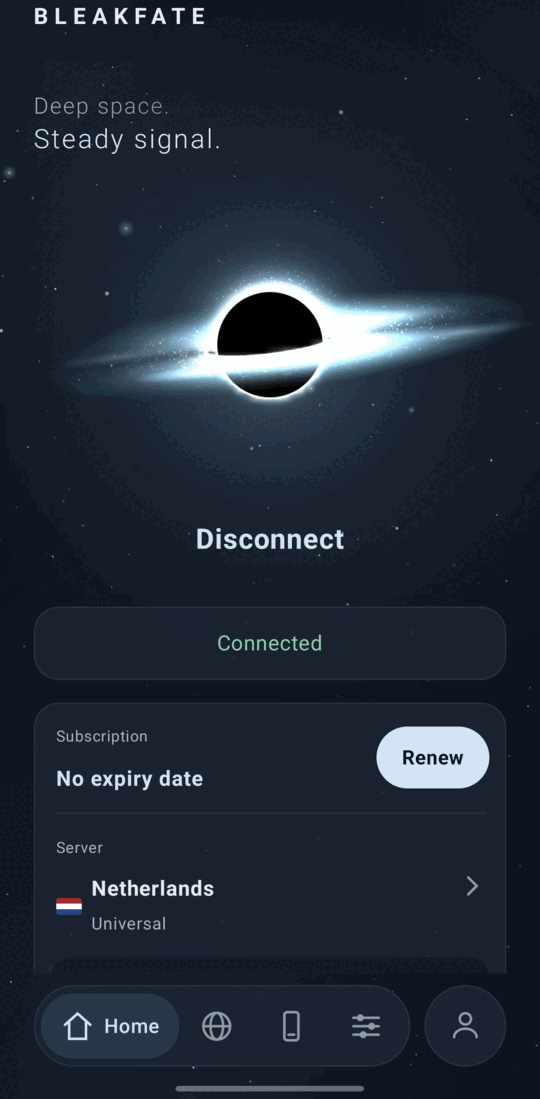 BLEAKFATE
Deep space.
Steady signal.
Disconnect
Connected
Subscription
No expiry date
Renew
Server
Netherlands
Universal
Home